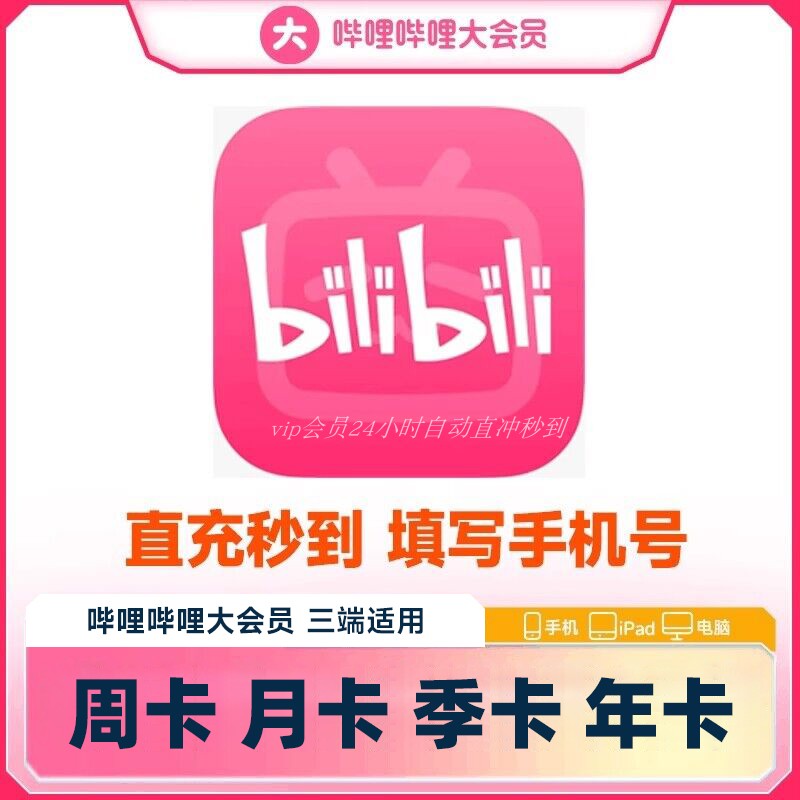 大 哔哩哔哩大会员
bilibili
vip会员24小时自动直冲秒到
直充秒到 填写手机号
哔哩哔哩大会员 三端适用
手机 iPad 电脑
周卡 月卡 季卡 年卡